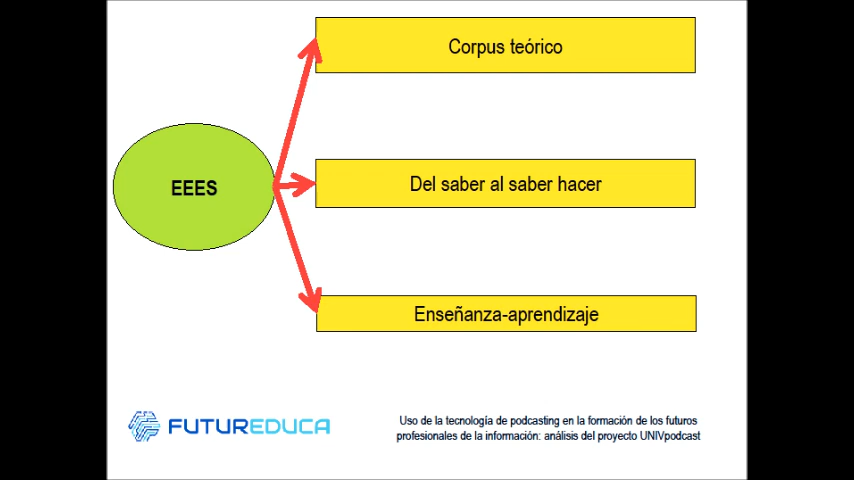 Corpus teórico
EEES
Del saber al saber hacer
Enseñanza-aprendizaje
FUTUREDUCA
Uso de la tecnología de podcasting en la formación de los futuros
profesionales de la información: análisis del proyecto UNIVpodcast